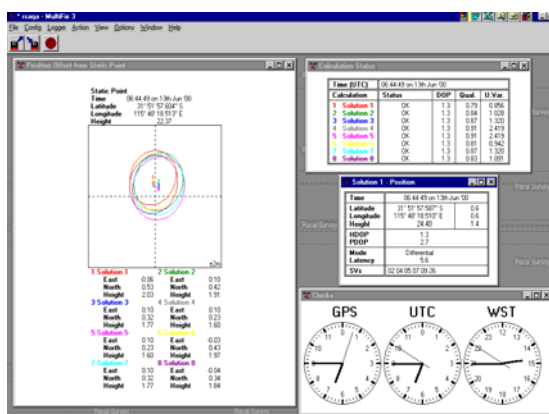 * rsaga - MultiFix 3
File Config Logger Action View Options Window Help
Position Offset from Static Point
Static Point
Time 06:44:49 on 13th Jun '00
Latitude 31° 51' 57.604" S
Longitude 115° 48' 18.513" E
Height 22.37
±2m
1 Solution 1 2 Solution 2
East -0.06 East 0.10
North 0.53 North 0.42
Height 2.03 Height 1.91
3 Solution 3 4 Solution 4
East 0.10 East 0.10
North 0.32 North 0.23
Height 1.77 Height 1.60
5 Solution 5 6 Solution 6
East 0.10 East -0.03
North 0.23 North 0.43
Height 1.60 Height 1.97
7 Solution 7 8 Solution 8
East 0.10 East -0.04
North 0.32 North 0.34
Height 1.77 Height 1.84
Calculation Status
Time (UTC) 06:44:49 on 13th Jun '00
Calculation Status DOP Qual. U.Var.
1 Solution 1 OK 1.3 0.79 0.856
2 Solution 2 OK 1.3 0.84 1.028
3 Solution 3 OK 1.3 0.87 1.320
4 Solution 4 OK 1.3 0.91 2.419
5 Solution 5 OK 1.3 0.91 2.419
6 Solution 6 OK 1.3 0.81 0.942
7 Solution 7 OK 1.3 0.87 1.320
8 Solution 8 OK 1.3 0.83 1.091
Solution 1 - Position
Time 06:44:49 on 13th Jun '00
Latitude 31° 51' 57.587" S 0.6
Longitude 115° 48' 18.510" E 0.6
Height 24.40 1.4
HDOP 1.3
PDOP 2.7
Mode Differential
Latency 5.6
SVs 02 04 05 07 09 26
Clocks
GPS UTC WST
Racal Survey